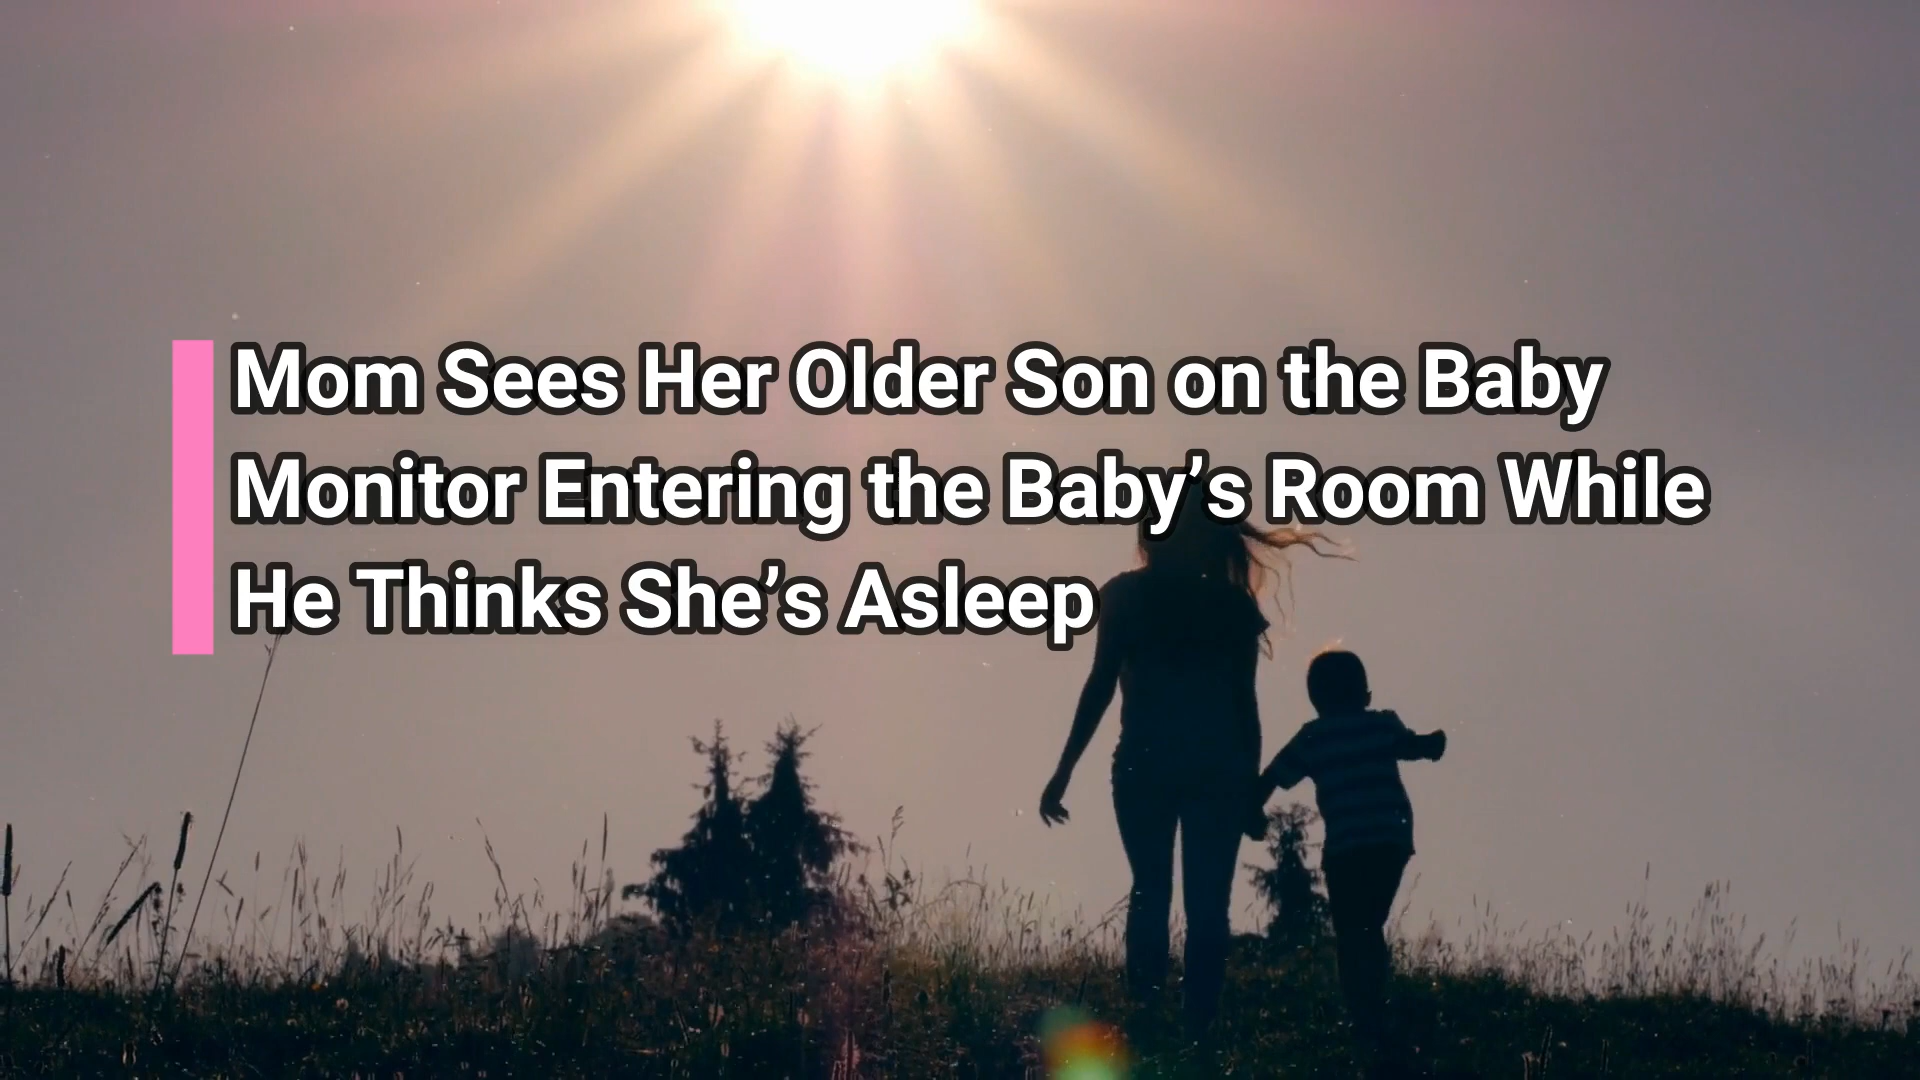 Mom Sees Her Older Son on the Baby
Monitor Entering the Baby’s Room While
He Thinks She’s Asleep